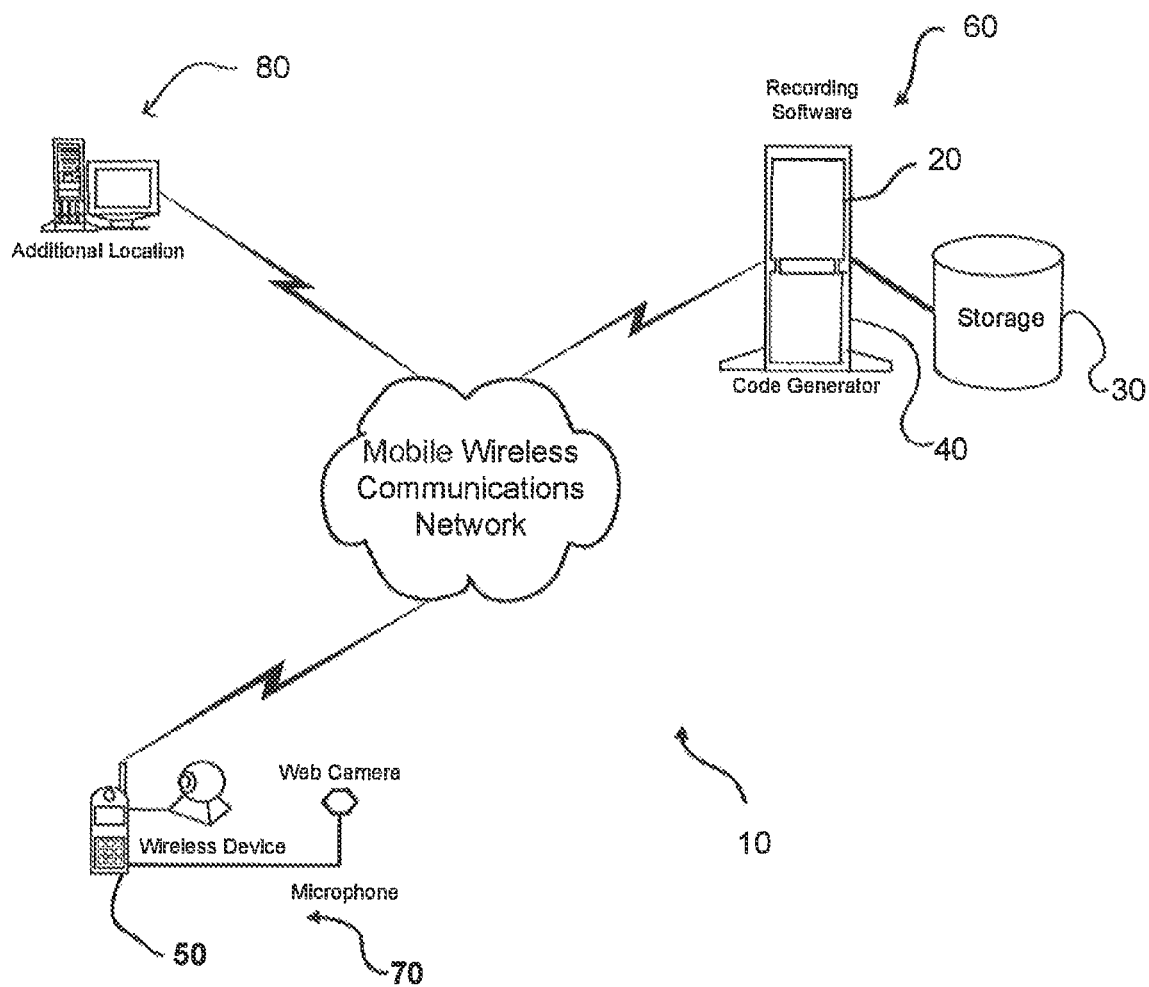 60
80
Recording
Software
20
Additional Location
Storage
Code Generator
30
40
Mobile Wireless
Communications
Network
Web Camera
Wireless Device
10
Microphone
50
70